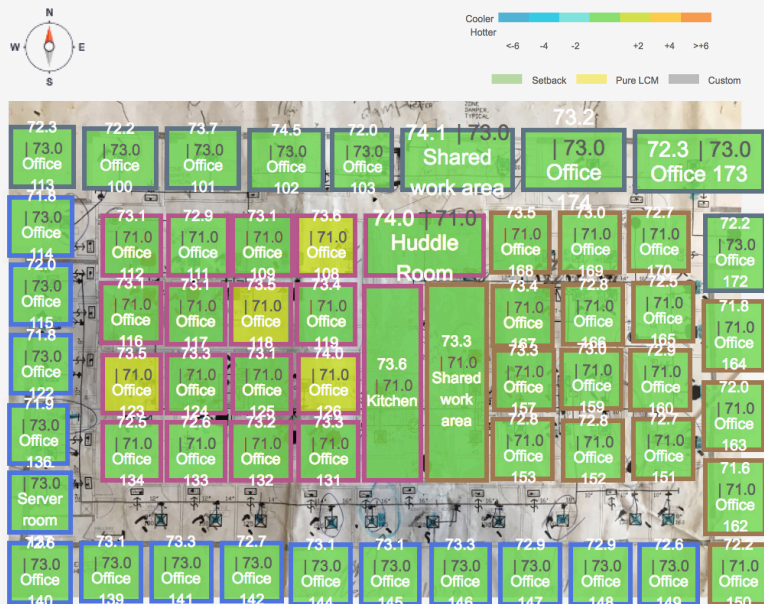 N
W E
S
Cooler
Hotter
<-6 -4 -2 +2 +4 >+6
Setback Pure LCM Custom
HEATER
ZONE
DAMPER,
TYPICAL
72.3 | 73.0 Office 113
72.2 | 73.0 Office 100
73.7 | 73.0 Office 101
74.5 | 73.0 Office 102
72.0 | 73.0 Office 103
74.1 | 73.0 Shared work area
73.2 | 73.0 Office 174
72.3 | 73.0 Office 173
71.8 | 73.0 Office 114
73.1 | 71.0 Office 112
72.9 | 71.0 Office 111
73.1 | 71.0 Office 109
73.6 | 71.0 Office 108
74.0 | 71.0 Huddle Room
73.5 | 71.0 Office 168
73.0 | 71.0 Office 169
72.7 | 71.0 Office 170
72.2 | 73.0 Office 172
72.0 | 73.0 Office 115
73.1 | 71.0 Office 116
73.1 | 71.0 Office 117
73.5 | 71.0 Office 118
73.4 | 71.0 Office 119
73.6 | 71.0 Kitchen
73.3 | 71.0 Shared work area
73.4 | 71.0 Office 167
72.8 | 71.0 Office 166
71.0 Office 165
71.8 | 71.0 Office 164
71.8 | 73.0 Office 122
73.5 | 71.0 Office 123
73.3 | 71.0 Office 124
73.1 | 71.0 Office 125
74.0 | 71.0 Office 126
73.3 | 71.0 Office 157
73.0 | 71.0 Office 159
72.9 | 71.0 Office 160
72.0 | 71.0 Office 163
71.9 | 73.0 Office 136
72.5 | 71.0 Office 134
72.6 | 71.0 Office 133
73.2 | 71.0 Office 132
73.3 | 71.0 Office 131
72.8 | 71.0 Office 153
72.8 | 71.0 Office 152
72.7 | 71.0 Office 151
71.6 | 71.0 Office 162
| 73.0 Server room
72.6 | 73.0 Office 140
73.1 | 73.0 Office 139
73.3 | 73.0 Office 141
72.7 | 73.0 Office 142
73.1 | 73.0 Office 144
73.1 | 73.0 Office 145
73.3 | 73.0 Office 146
72.9 | 73.0 Office 147
72.9 | 73.0 Office 148
72.6 | 73.0 Office 149
72.2 | 71.0 Office 150